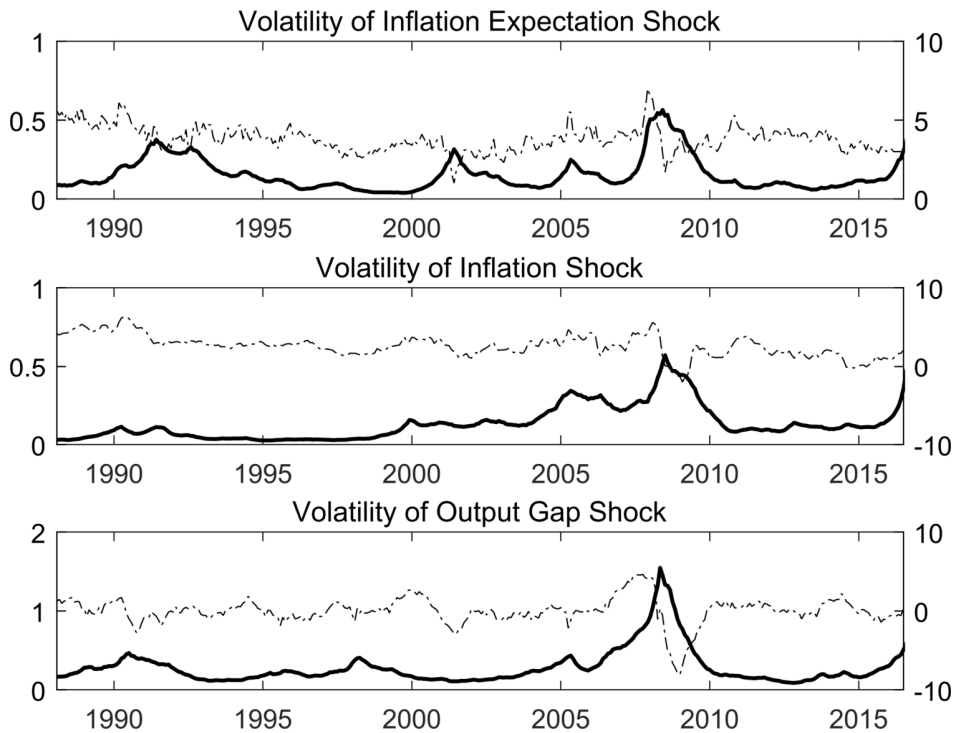 Volatility of Inflation Expectation Shock
1 10
0.5 5
0 0
1990 1995 2000 2005 2010 2015
Volatility of Inflation Shock
1 10
0.5 0
0 -10
1990 1995 2000 2005 2010 2015
Volatility of Output Gap Shock
2 10
1 0
0 -10
1990 1995 2000 2005 2010 2015